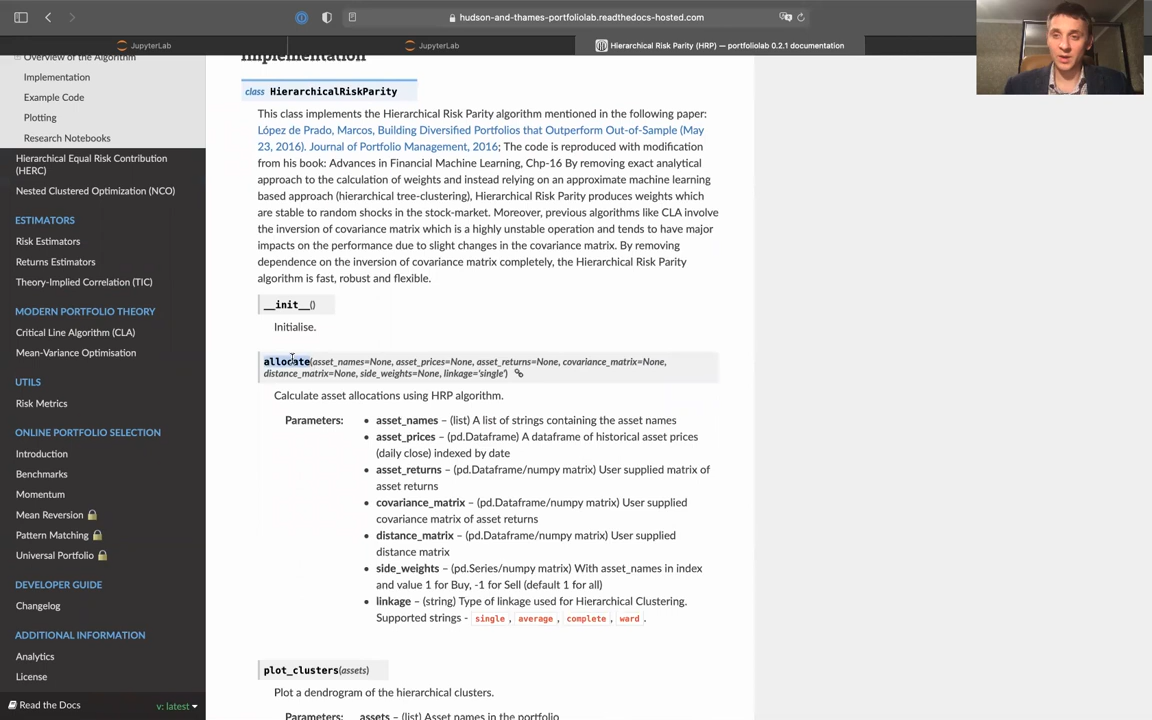 hudson-and-thames-portfoliolab.readthedocs-hosted.com
JupyterLab
JupyterLab
Hierarchical Risk Parity (HRP) — portfoliolab 0.2.1 documentation
Overview of the Algorithm
Implementation
Example Code
Plotting
Research Notebooks
Hierarchical Equal Risk Contribution
(HERC)
Nested Clustered Optimization (NCO)
ESTIMATORS
Risk Estimators
Returns Estimators
Theory-Implied Correlation (TIC)
MODERN PORTFOLIO THEORY
Critical Line Algorithm (CLA)
Mean-Variance Optimisation
UTILS
Risk Metrics
ONLINE PORTFOLIO SELECTION
Introduction
Benchmarks
Momentum
Mean Reversion
Pattern Matching
Universal Portfolio
DEVELOPER GUIDE
Changelog
ADDITIONAL INFORMATION
Analytics
License
Read the Docs
v: latest
Implementation
class HierarchicalRiskParity
This class implements the Hierarchical Risk Parity algorithm mentioned in the following paper:
López de Prado, Marcos, Building Diversified Portfolios that Outperform Out-of-Sample (May
23, 2016). Journal of Portfolio Management, 2016; The code is reproduced with modification
from his book: Advances in Financial Machine Learning, Chp-16 By removing exact analytical
approach to the calculation of weights and instead relying on an approximate machine learning
based approach (hierarchical tree-clustering), Hierarchical Risk Parity produces weights which
are stable to random shocks in the stock-market. Moreover, previous algorithms like CLA involve
the inversion of covariance matrix which is a highly unstable operation and tends to have major
impacts on the performance due to slight changes in the covariance matrix. By removing
dependence on the inversion of covariance matrix completely, the Hierarchical Risk Parity
algorithm is fast, robust and flexible.
__init__()
Initialise.
allocate(asset_names=None, asset_prices=None, asset_returns=None, covariance_matrix=None,
distance_matrix=None, side_weights=None, linkage='single')
Calculate asset allocations using HRP algorithm.
Parameters:
• asset_names – (list) A list of strings containing the asset names
• asset_prices – (pd.Dataframe) A dataframe of historical asset prices
(daily close) indexed by date
• asset_returns – (pd.Dataframe/numpy matrix) User supplied matrix of
asset returns
• covariance_matrix – (pd.Dataframe/numpy matrix) User supplied
covariance matrix of asset returns
• distance_matrix – (pd.Dataframe/numpy matrix) User supplied
distance matrix
• side_weights – (pd.Series/numpy matrix) With asset_names in index
and value 1 for Buy, -1 for Sell (default 1 for all)
• linkage – (string) Type of linkage used for Hierarchical Clustering.
Supported strings - single , average , complete , ward .
plot_clusters(assets)
Plot a dendrogram of the hierarchical clusters.
Parameters: assets – (list) Asset names in the portfolio